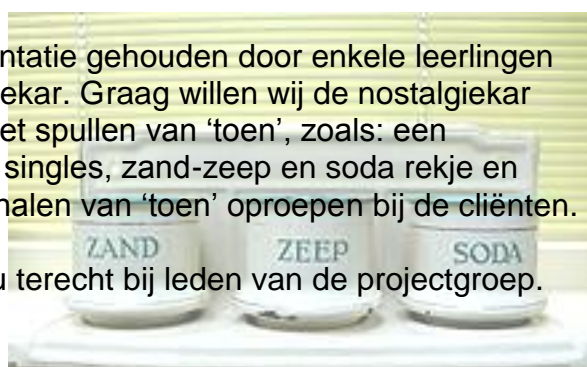 ntatie gehouden door enkele leerlingen
ekar. Graag willen wij de nostalgiekar
et spullen van ‘toen’, zoals: een
singles, zand-zeep en soda rekje en
halen van ‘toen’ oproepen bij de cliënten.
ZAND ZEEP SODA
u terecht bij leden van de projectgroep.